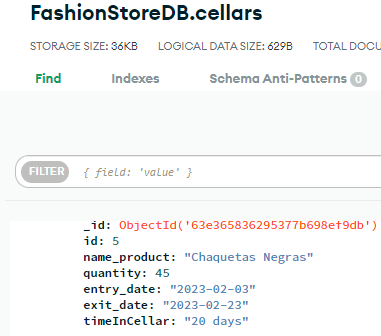 FashionStoreDB.cellars
STORAGE SIZE: 36KB LOGICAL DATA SIZE: 629B TOTAL DOCU
Find Indexes Schema Anti-Patterns 0
FILTER { field: 'value' }
_id: ObjectId('63e365836295377b698ef9db')
id: 5
name_product: "Chaquetas Negras"
quantity: 45
entry_date: "2023-02-03"
exit_date: "2023-02-23"
timeInCellar: "20 days"